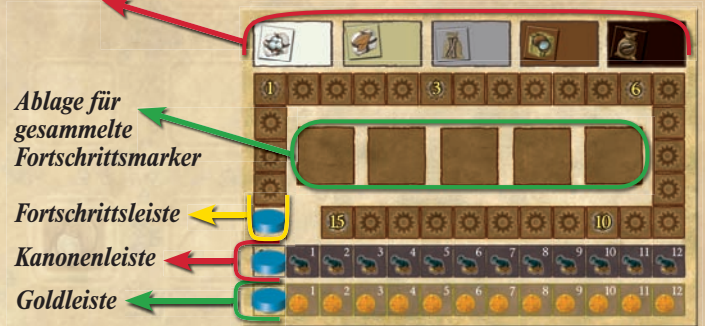 1 3 6
Ablage für
gesammelte
Fortschrittsmarker
Fortschrittsleiste
15 10
Kanonenleiste
1 2 3 4 5 6 7 8 9 10 11 12
Goldleiste
1 2 3 4 5 6 7 8 9 10 11 12